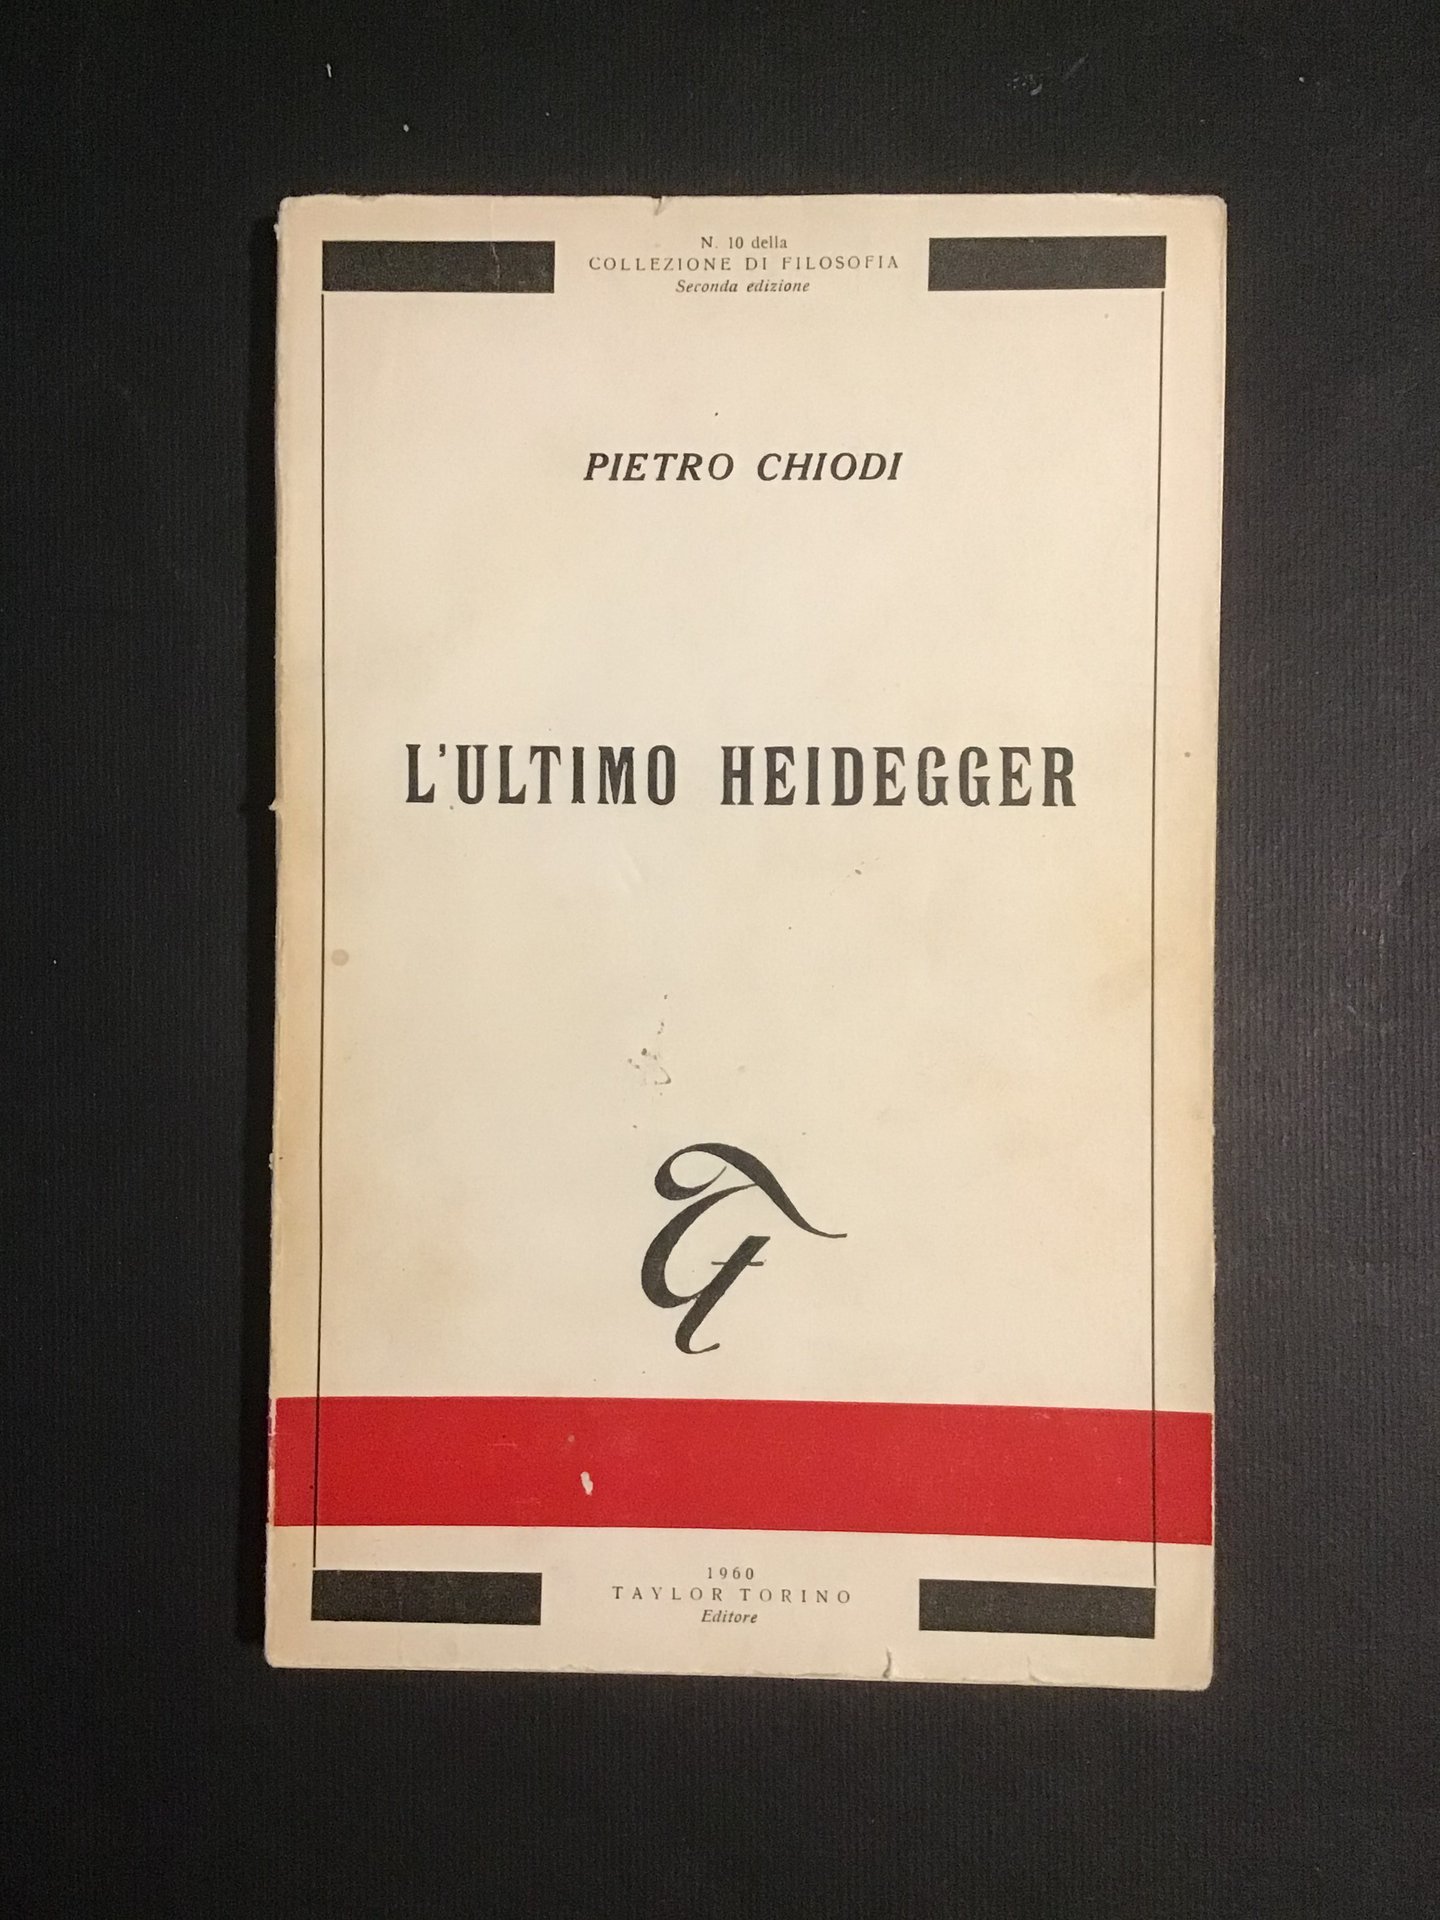 N. 10 della
COLLEZIONE DI FILOSOFIA
Seconda edizione
PIETRO CHIODI
L'ULTIMO HEIDEGGER
1960
TAYLOR TORINO
Editore